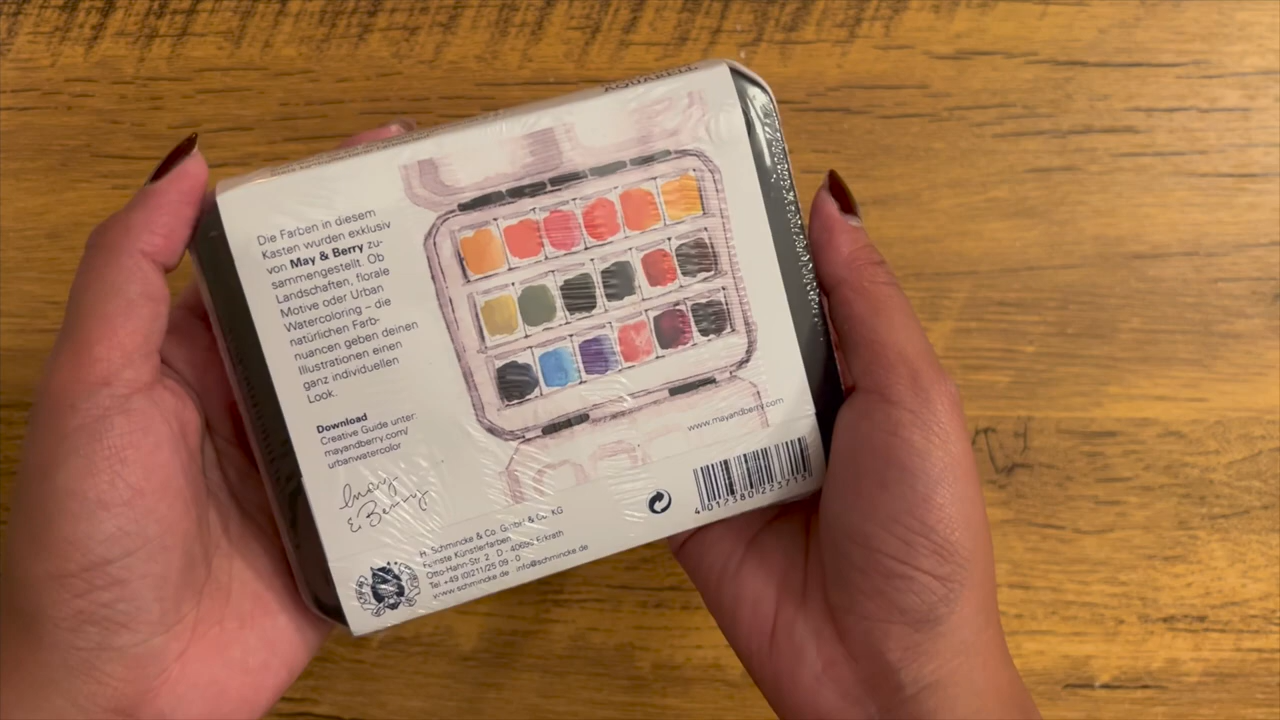 AQUARELL
Die Farben in diesem
Kasten wurden exklusiv
von May & Berry zu-
sammengestellt. Ob
Landschaften, florale
Motive oder Urban
Watercoloring – die
natürlichen Farb-
nuancen geben deinen
Illustrationen einen
ganz individuellen
Look.
Download
Creative Guide unter:
mayandberry.com/
urbanwatercolor
May
& Berry
www.mayandberry.com
4 012380 223713
H. Schmincke & Co. GmbH & Co. KG
Feinste Künstlerfarben
Otto-Hahn-Str. 2 · D - 40699 Erkrath
Tel. +49 (0)211/25 09 - 0
www.schmincke.de · info@schmincke.de